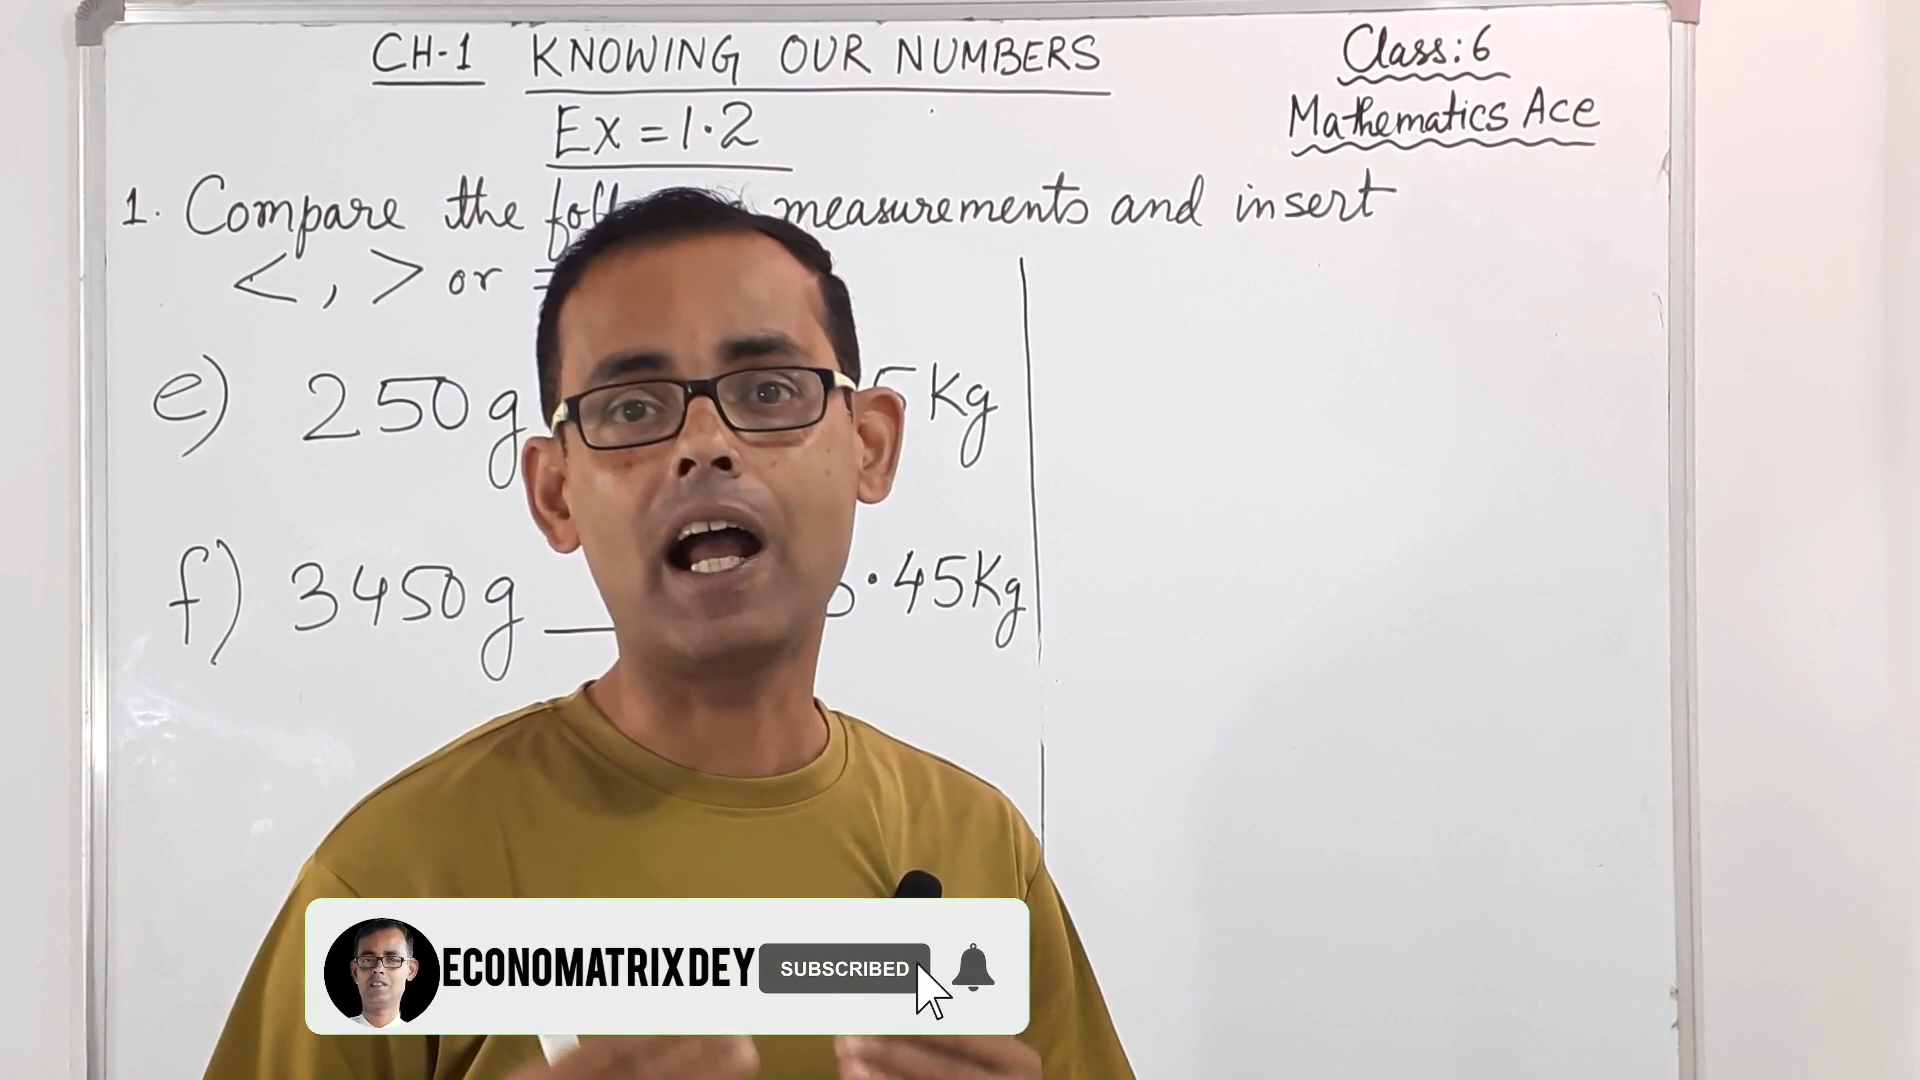 CH-1 KNOWING OUR NUMBERS
Class: 6
Mathematics Ace
Ex = 1.2
1. Compare the measurements and insert
<, > or
e) 250g Kg
f) 3450g __ .45Kg
ECONOMATRIXDEY SUBSCRIBED